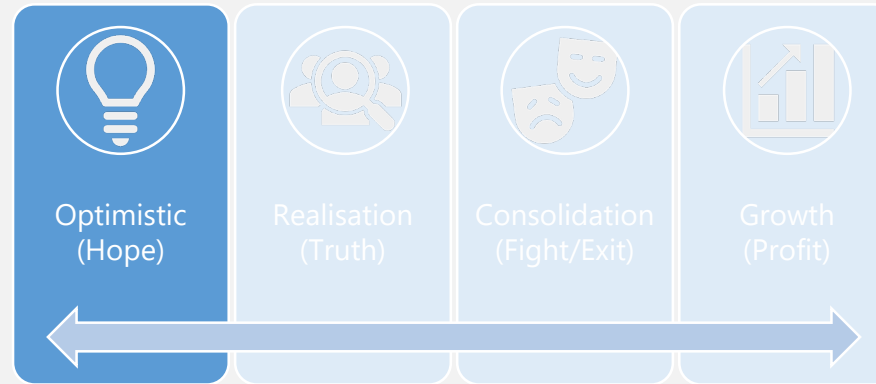 Optimistic
(Hope)
Realisation
(Truth)
Consolidation
(Fight/Exit)
Growth
(Profit)